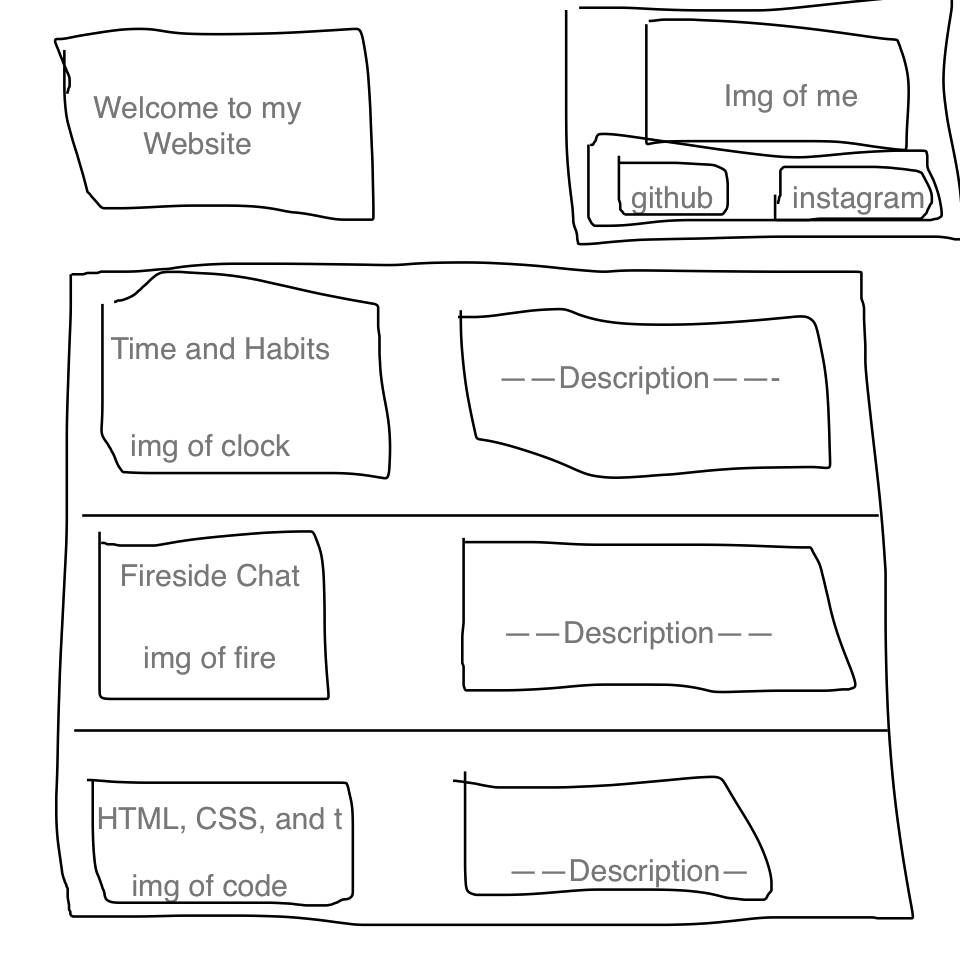 Welcome to my
Website
Img of me
github
instagram
Time and Habits
img of clock
——Description——-
Fireside Chat
img of fire
——Description——
HTML, CSS, and t
img of code
——Description—